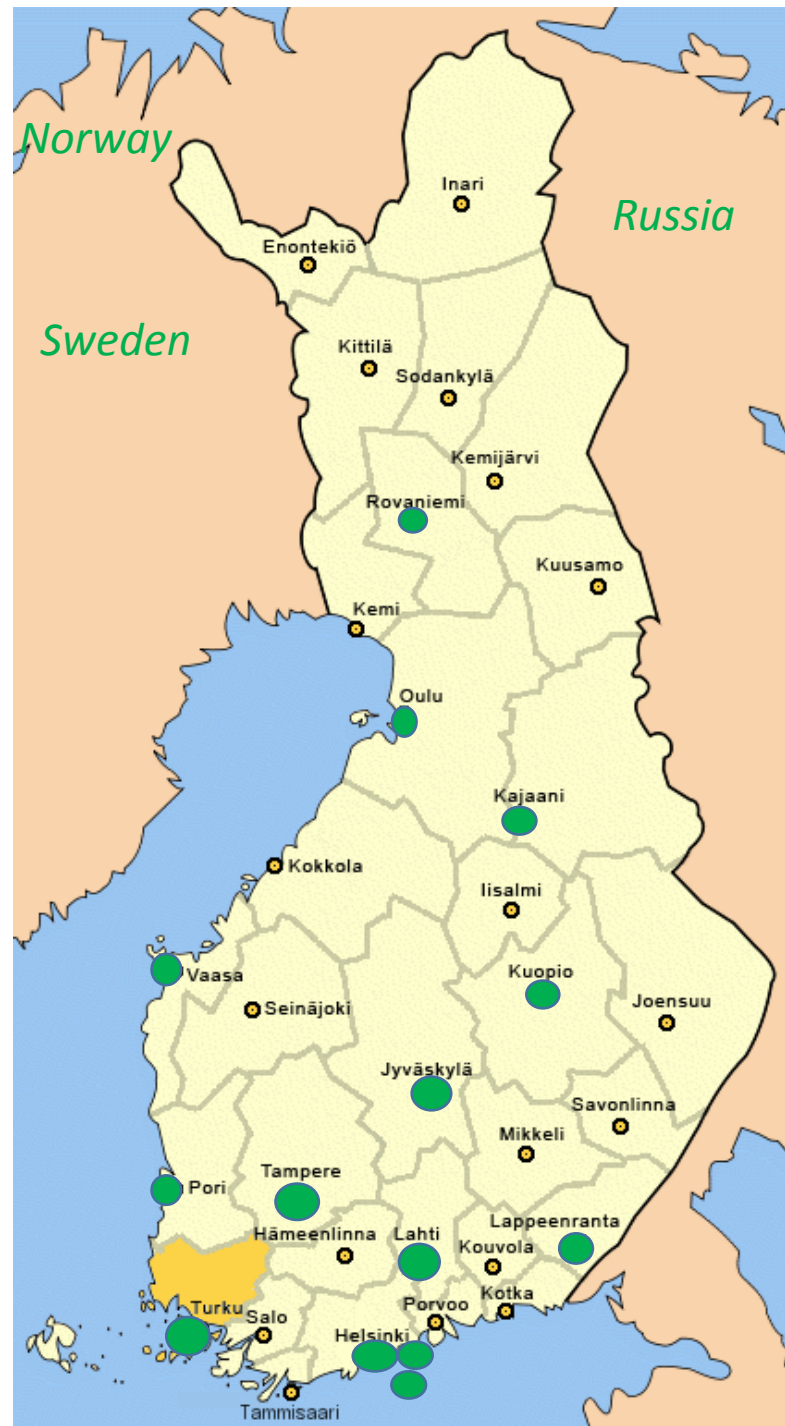 Norway
Inari
Russia
Enontekiö
Sweden
Kittilä
Sodankylä
Kemijärvi
Rovaniemi
Kuusamo
Kemi
Oulu
Kajaani
Kokkola
Iisalmi
Vaasa
Kuopio
Seinäjoki
Joensuu
Jyväskylä
Savonlinna
Mikkeli
Tampere
Pori
Lappeenranta
Hämeenlinna
Lahti
Kouvola
Kotka
Turku
Salo
Porvoo
Helsinki
Tammisaari